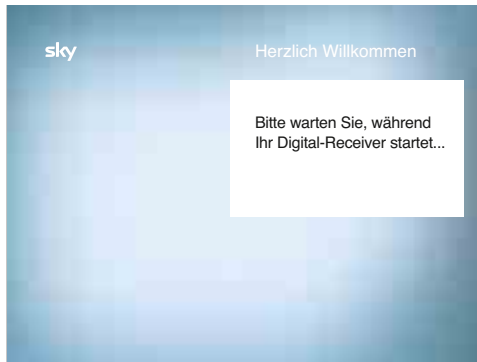 sky
Herzlich Willkommen
Bitte warten Sie, während
Ihr Digital-Receiver startet...